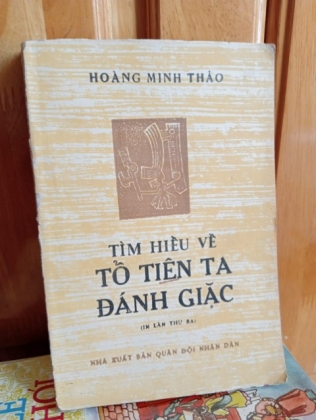 HOÀNG MINH THẢO
TÌM HIỂU VỀ
TỔ TIÊN TA
ĐÁNH GIẶC
(IN LẦN THỨ BA)
NHÀ XUẤT BẢN QUÂN ĐỘI NHÂN DÂN